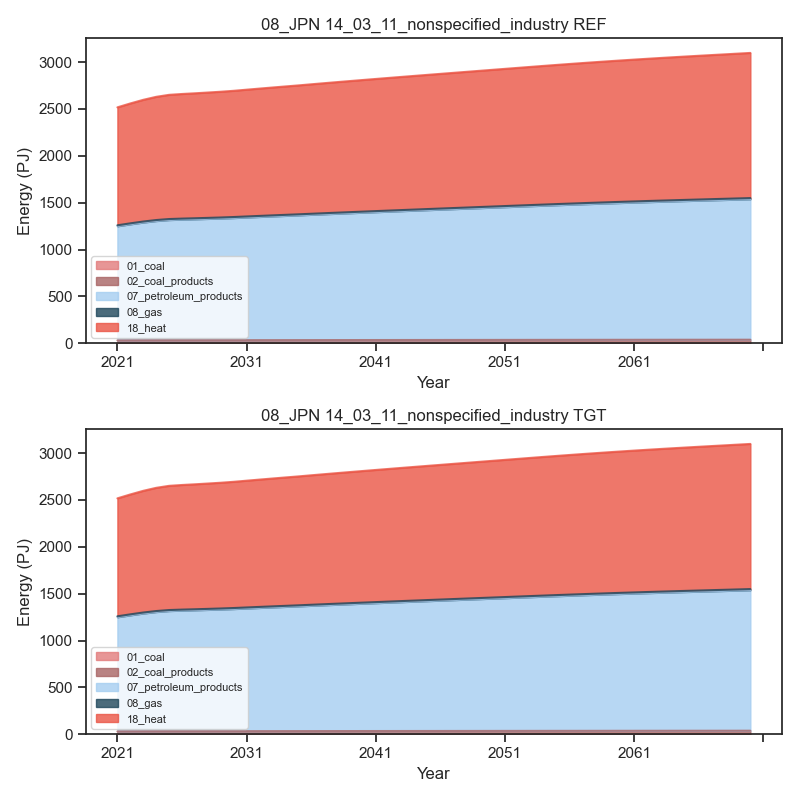 08_JPN 14_03_11_nonspecified_industry REF
3000
2500
2000
1500
1000
500
0
Energy (PJ)
01_coal
02_coal_products
07_petroleum_products
08_gas
18_heat
2021 2031 2041 2051 2061
Year
08_JPN 14_03_11_nonspecified_industry TGT
3000
2500
2000
1500
1000
500
0
Energy (PJ)
01_coal
02_coal_products
07_petroleum_products
08_gas
18_heat
2021 2031 2041 2051 2061
Year